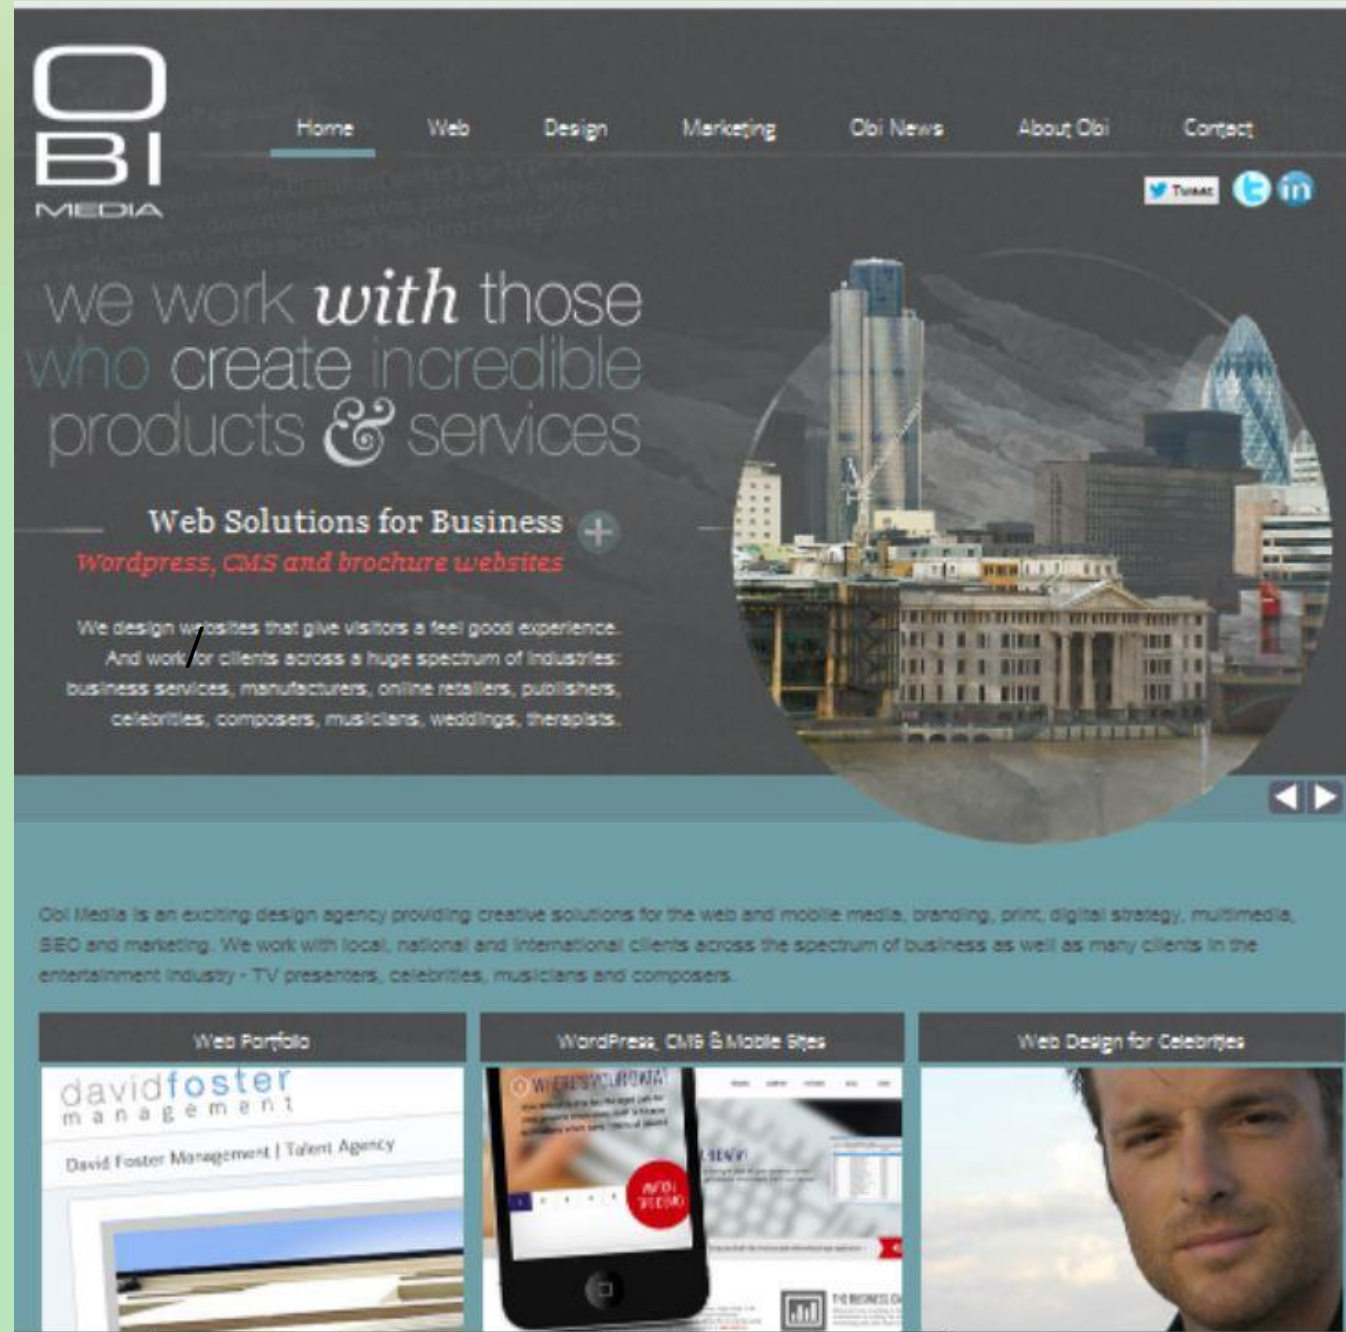 OBI
MEDIA
Home Web Design Marketing Obi News About Obi Contact
Tweet
we work with those
who create incredible
products & services
Web Solutions for Business
Wordpress, CMS and brochure websites
We design websites that give visitors a feel good experience.
And work for clients across a huge spectrum of industries:
business services, manufacturers, online retailers, publishers,
celebrities, composers, musicians, weddings, therapists.
Obi Media is an exciting design agency providing creative solutions for the web and mobile media, branding, print, digital strategy, multimedia,
SEO and marketing. We work with local, national and international clients across the spectrum of business as well as many clients in the
entertainment industry - TV presenters, celebrities, musicians and composers.
Web Portfolio
WordPress, CMS & Mobile Sites
Web Design for Celebrities
davidfoster
management
David Foster Management | Talent Agency
WHERE'S YOUR DATA?